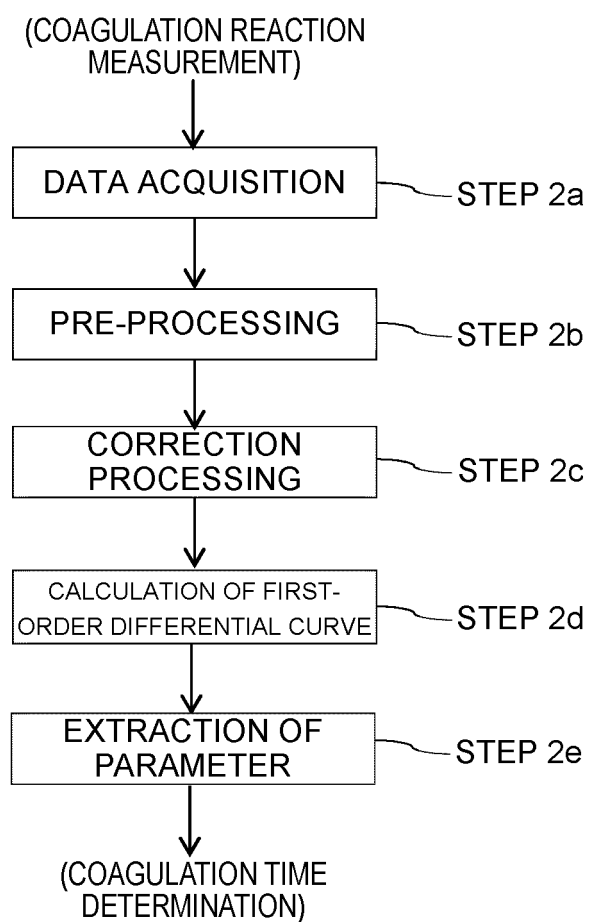 (COAGULATION REACTION
MEASUREMENT)
DATA ACQUISITION
STEP 2a
PRE-PROCESSING
STEP 2b
CORRECTION
PROCESSING
STEP 2c
CALCULATION OF FIRST-
ORDER DIFFERENTIAL CURVE
STEP 2d
EXTRACTION OF
PARAMETER
STEP 2e
(COAGULATION TIME
DETERMINATION)